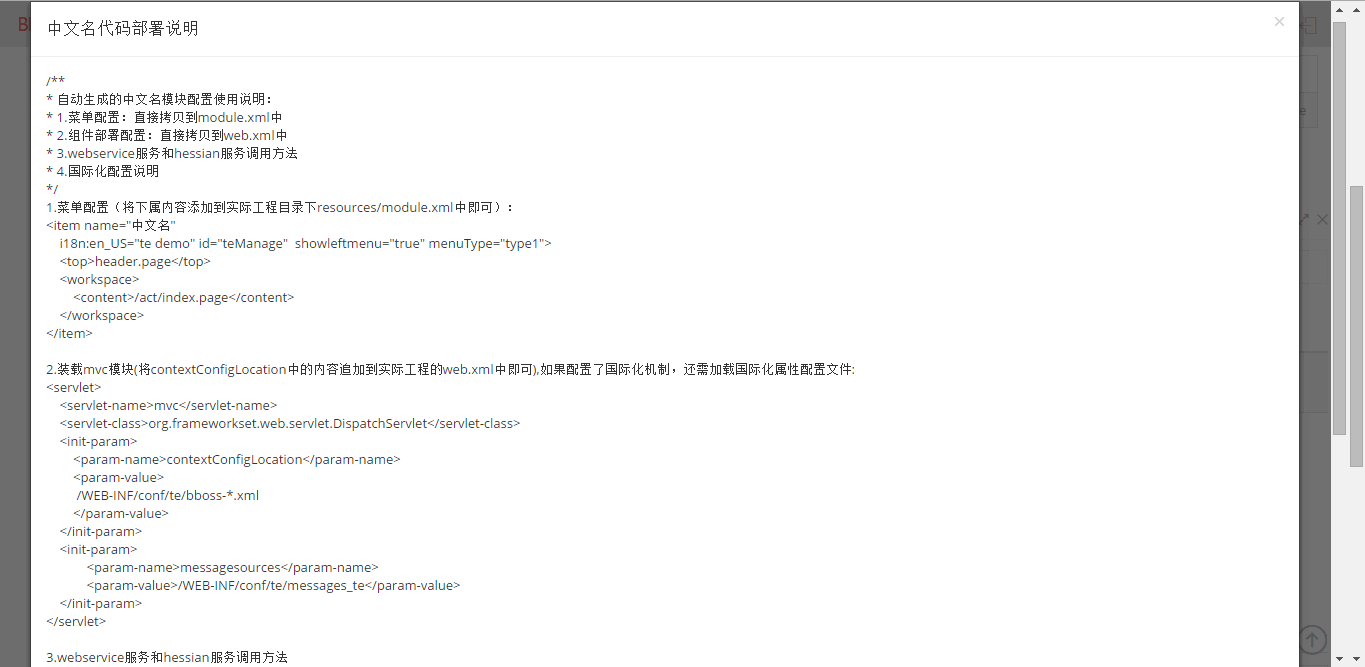 中文名代码部署说明
×
/**
* 自动生成的中文名模块配置使用说明：
* 1.菜单配置：直接拷贝到module.xml中
* 2.组件部署配置：直接拷贝到web.xml中
* 3.webservice服务和hessian服务调用方法
* 4.国际化配置说明
*/
1.菜单配置（将下属内容添加到实际工程目录下resources/module.xml中即可）：
<item name="中文名"
i18n:en_US="te demo" id="teManage"  showleftmenu="true" menuType="type1">
<top>header.page</top>
<workspace>
<content>/act/index.page</content>
</workspace>
</item>
2.装载mvc模块(将contextConfigLocation中的内容追加到实际工程的web.xml中即可),如果配置了国际化机制，还需加载国际化属性配置文件:
<servlet>
<servlet-name>mvc</servlet-name>
<servlet-class>org.frameworkset.web.servlet.DispatchServlet</servlet-class>
<init-param>
<param-name>contextConfigLocation</param-name>
<param-value>
/WEB-INF/conf/te/bboss-*.xml
</param-value>
</init-param>
<init-param>
<param-name>messagesources</param-name>
<param-value>/WEB-INF/conf/te/messages_te</param-value>
</init-param>
</servlet>
3.webservice服务和hessian服务调用方法